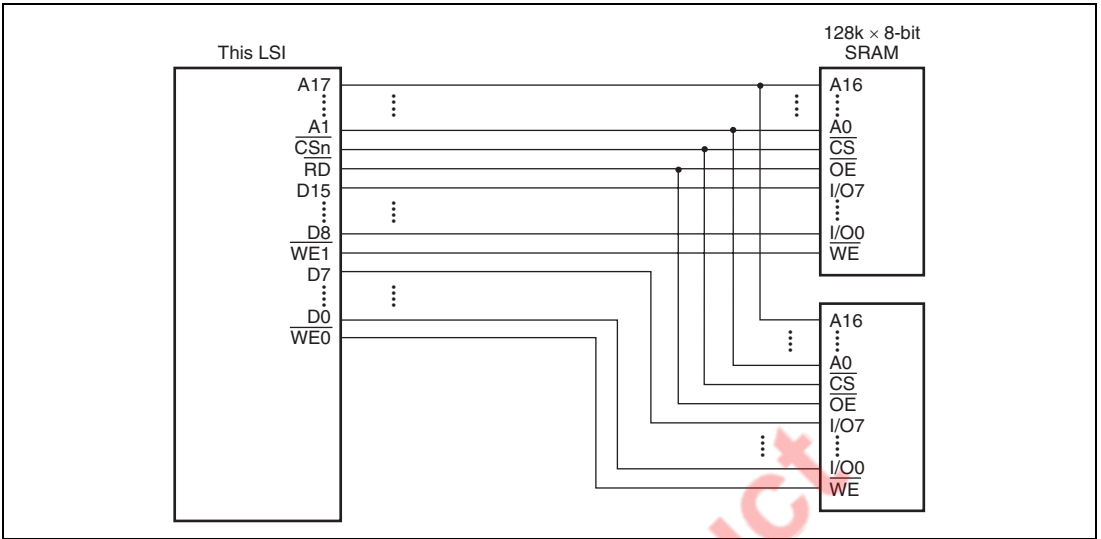 This LSI
A17
A1
CSn
RD
D15
D8
WE1
D7
D0
WE0
128k × 8-bit
SRAM
A16
A0
CS
OE
I/O7
I/O0
WE
A16
A0
CS
OE
I/O7
I/O0
WE
uct